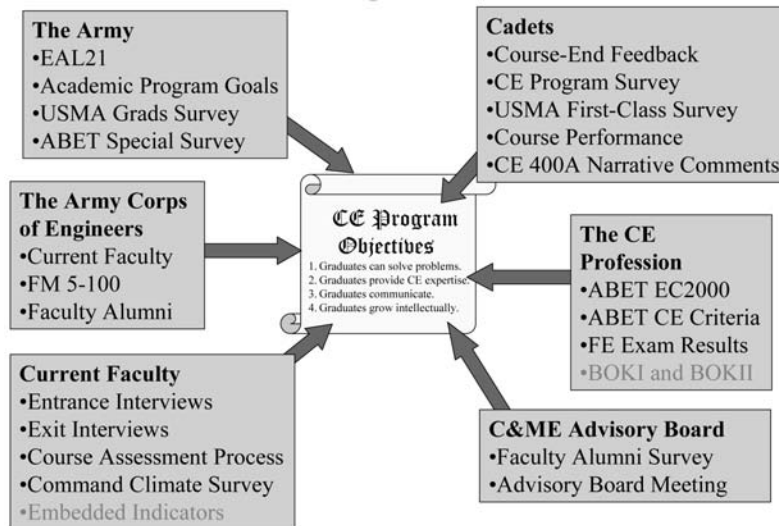 The Army
•EAL21
•Academic Program Goals
•USMA Grads Survey
•ABET Special Survey
Cadets
•Course-End Feedback
•CE Program Survey
•USMA First-Class Survey
•Course Performance
•CE 400A Narrative Comments
The Army Corps
of Engineers
•Current Faculty
•FM 5-100
•Faculty Alumni
CE Program
Objectives
1. Graduates can solve problems.
2. Graduates provide CE expertise.
3. Graduates communicate.
4. Graduates grow intellectually.
The CE
Profession
•ABET EC2000
•ABET CE Criteria
•FE Exam Results
•BOKI and BOKII
Current Faculty
•Entrance Interviews
•Exit Interviews
•Course Assessment Process
•Command Climate Survey
•Embedded Indicators
C&ME Advisory Board
•Faculty Alumni Survey
•Advisory Board Meeting